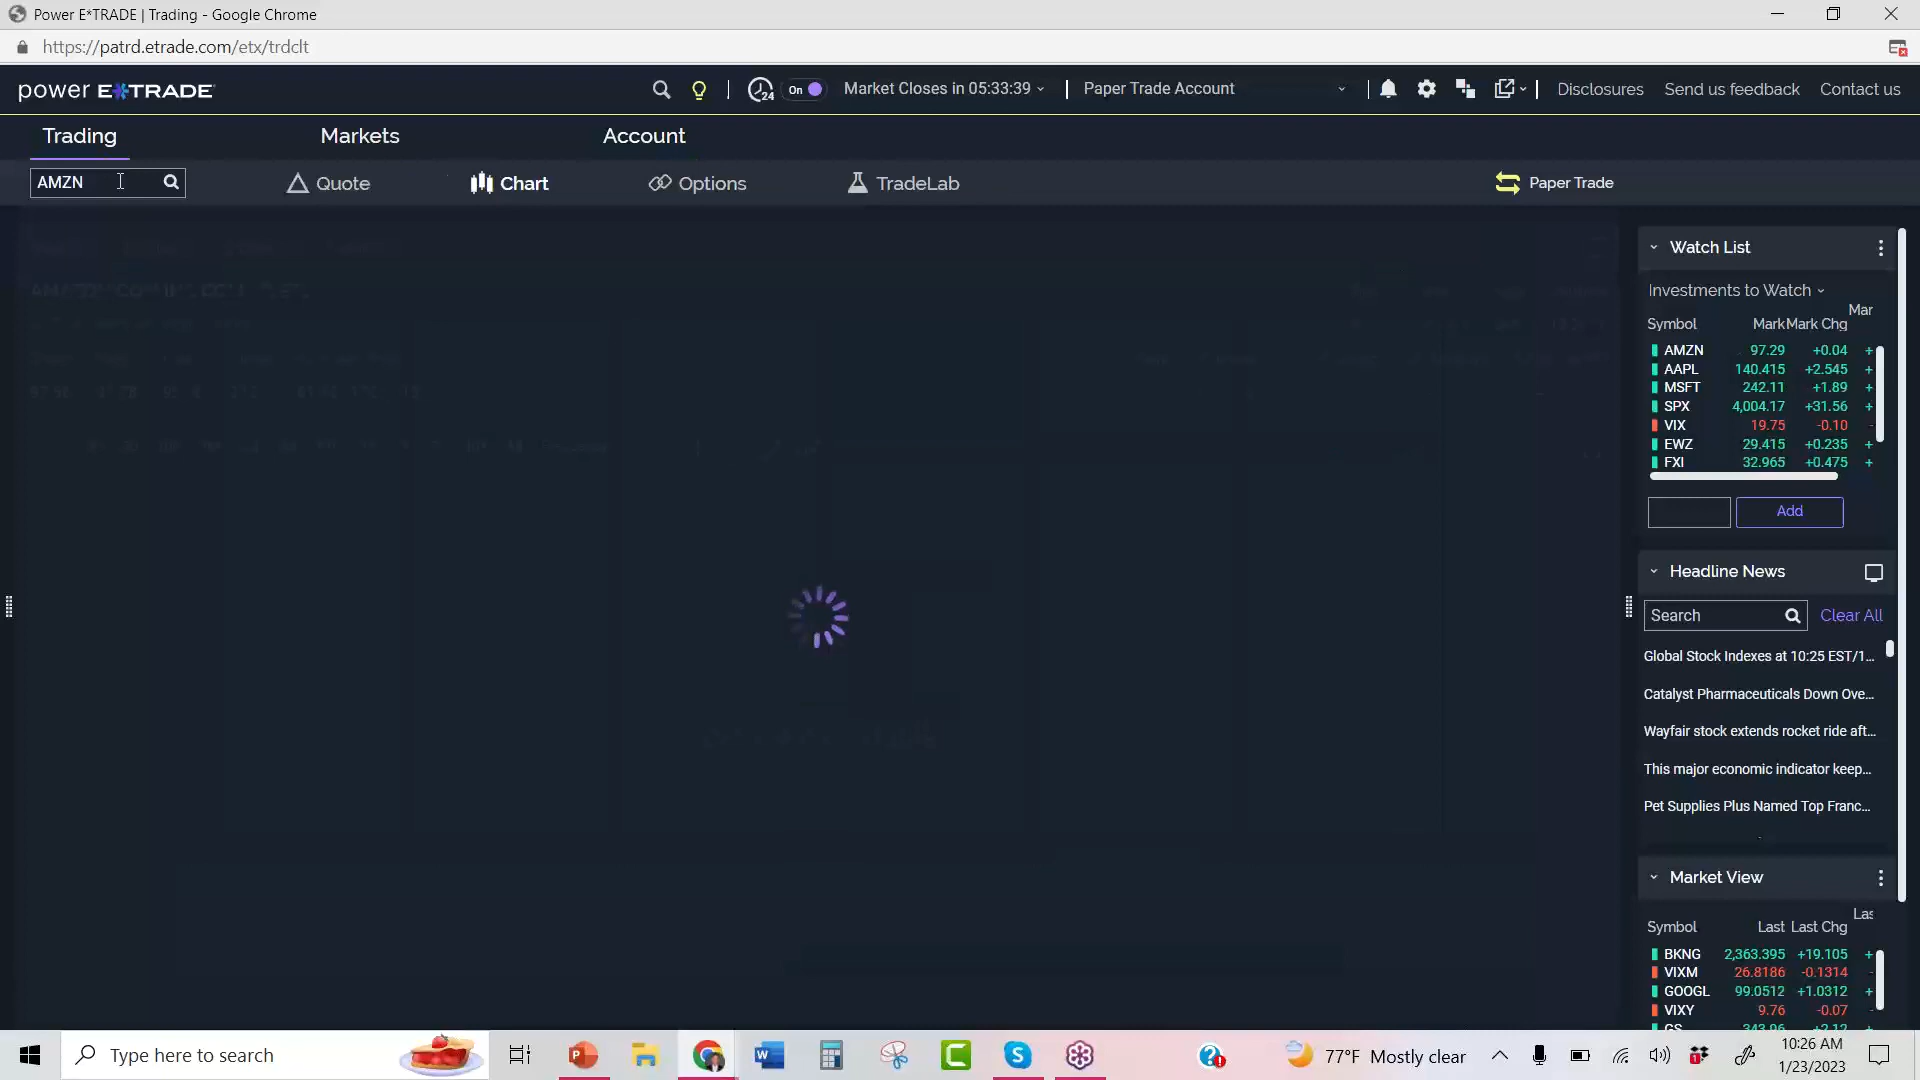 Power E*TRADE | Trading - Google Chrome
https://patrd.etrade.com/etx/trdclt
power E*TRADE
24 On Market Closes in 05:33:39 Paper Trade Account Disclosures Send us feedback Contact us
Trading Markets Account
AMZN Quote Chart Options TradeLab Paper Trade
Watch List
Investments to Watch
Mar
Symbol Mark Mark Chg
AMZN 97.29 +0.04 +
AAPL 140.415 +2.545 +
MSFT 242.11 +1.89 +
SPX 4,004.17 +31.56 +
VIX 19.75 -0.10 -
EWZ 29.415 +0.235 +
FXI 32.965 +0.475 +
Add
Headline News
Search Clear All
Global Stock Indexes at 10:25 EST/1...
Catalyst Pharmaceuticals Down Ove...
Wayfair stock extends rocket ride aft...
This major economic indicator keep...
Pet Supplies Plus Named Top Franc...
Market View
Las
Symbol Last Last Chg
BKNG 2,363.395 +19.105 +
VIXM 26.8186 -0.1314 -
GOOGL 99.0512 +1.0312 +
VIXY 9.76 -0.07 -
GS 343.96 +2.12 +
Type here to search
77°F Mostly clear
10:26 AM
1/23/2023